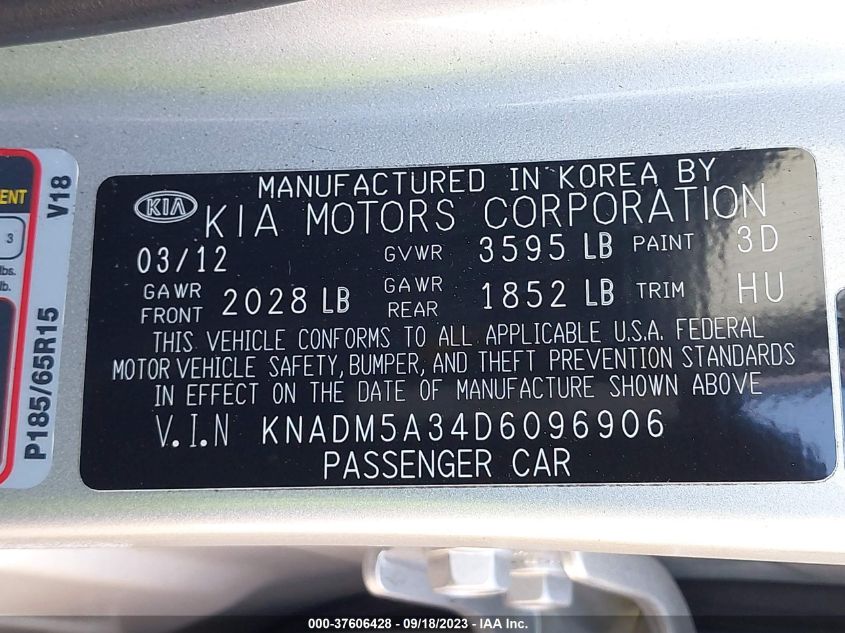 MANUFACTURED IN KOREA BY
KIA KIA MOTORS CORPORATION
03/12 GVWR 3595 LB PAINT 3D
GAWR FRONT 2028 LB GAWR REAR 1852 LB TRIM HU
THIS VEHICLE CONFORMS TO ALL APPLICABLE U.S.A. FEDERAL
MOTOR VEHICLE SAFETY, BUMPER, AND THEFT PREVENTION STANDARDS
IN EFFECT ON THE DATE OF MANUFACTURE SHOWN ABOVE
V.I.N KNADM5A34D6096906
PASSENGER CAR
P185/65R15 V18
3
lbs.
lb.
000-37606428 - 09/18/2023 - IAA Inc.